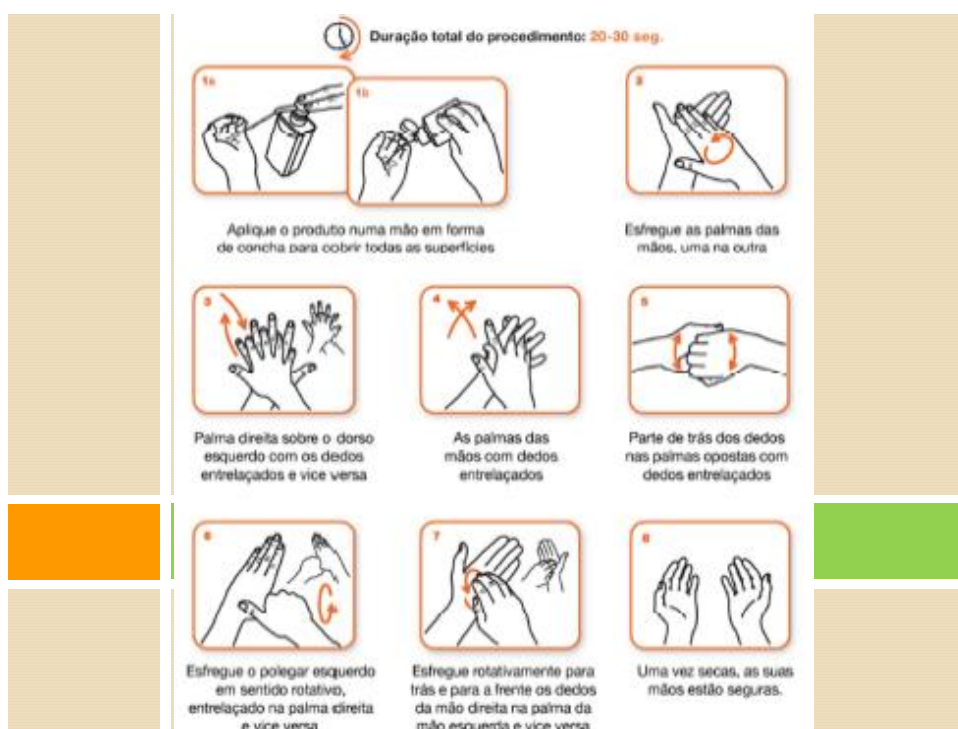 Duração total do procedimento: 20-30 seg.
1a
1b
2
Aplique o produto numa mão em forma
de concha para cobrir todas as superfícies
Esfregue as palmas das
mãos, uma na outra
3
4
5
Palma direita sobre o dorso
esquerdo com os dedos
entrelaçados e vice versa
As palmas das
mãos com dedos
entrelaçados
Parte de trás dos dedos
nas palmas opostas com
dedos entrelaçados
6
7
8
Esfregue o polegar esquerdo
em sentido rotativo,
entrelaçado na palma direita
e vice versa
Esfregue rotativamente para
trás e para a frente os dedos
da mão direita na palma da
mão esquerda e vice versa
Uma vez secas, as suas
mãos estão seguras.